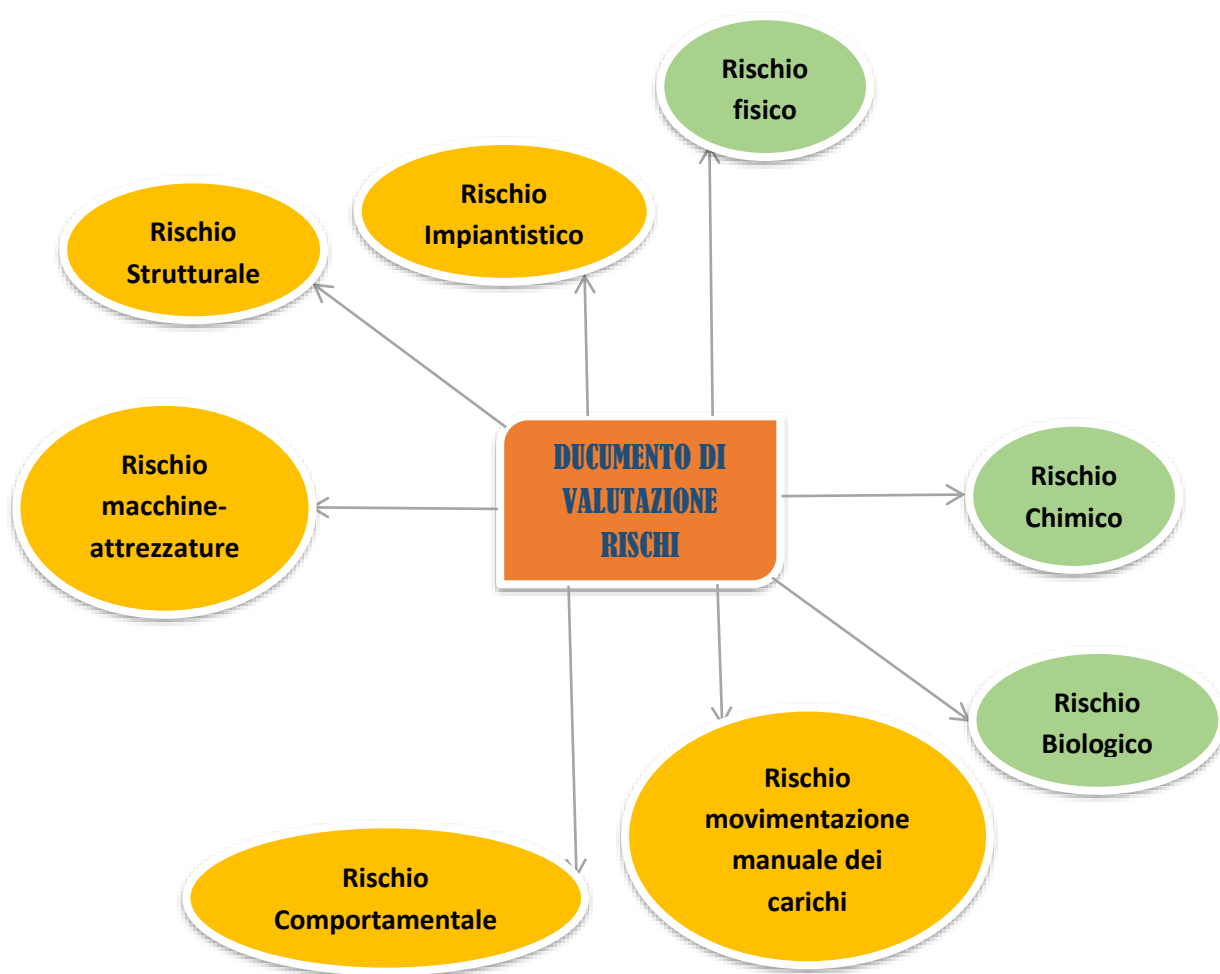 Rischio
fisico
Rischio
Impiantistico
Rischio
Strutturale
DUCUMENTO DI
VALUTAZIONE
RISCHI
Rischio
macchine-
attrezzature
Rischio
Chimico
Rischio
Biologico
Rischio
movimentazione
manuale dei
carichi
Rischio
Comportamentale